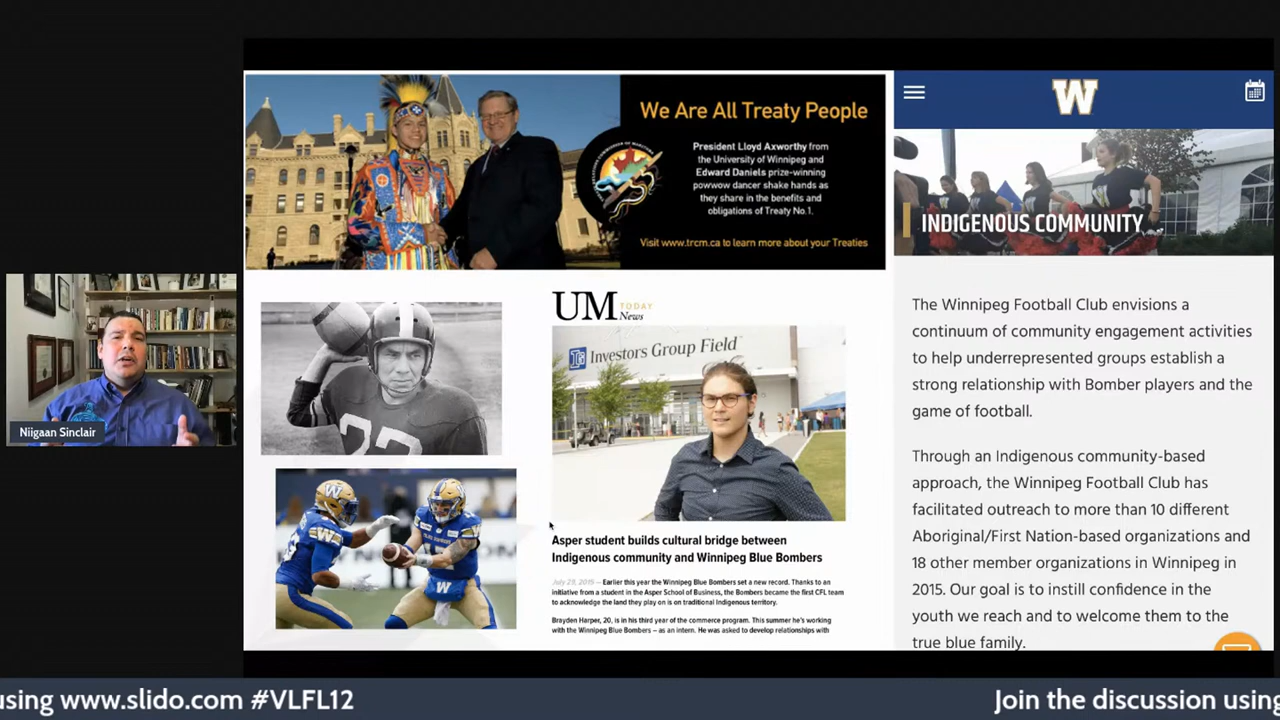 We Are All Treaty People
President Lloyd Axworthy from
the University of Winnipeg and
Edward Daniels prize-winning
powwow dancer shake hands as
they share in the benefits and
obligations of Treaty No.1.
Visit www.trcm.ca to learn more about your Treaties
W
INDIGENOUS COMMUNITY
The Winnipeg Football Club envisions a
continuum of community engagement activities
to help underrepresented groups establish a
strong relationship with Bomber players and the
game of football.
Through an Indigenous community-based
approach, the Winnipeg Football Club has
facilitated outreach to more than 10 different
Aboriginal/First Nation-based organizations and
18 other member organizations in Winnipeg in
2015. Our goal is to instill confidence in the
youth we reach and to welcome them to the
true blue family.
UM TODAY
News
Investors Group Field
Asper student builds cultural bridge between
Indigenous community and Winnipeg Blue Bombers
July 23, 2015 — Earlier this year the Winnipeg Blue Bombers set a new record. Thanks to an
initiative from a student in the Asper School of Business, the Bombers became the first CFL team
to acknowledge the land they play on is on traditional Indigenous territory.
Brayden Harper, 20, is in his third year of the commerce program. This summer he's working
with the Winnipeg Blue Bombers – as an intern. He was asked to develop relationships with
Niigaan Sinclair
using www.slido.com #VLFL12
Join the discussion using